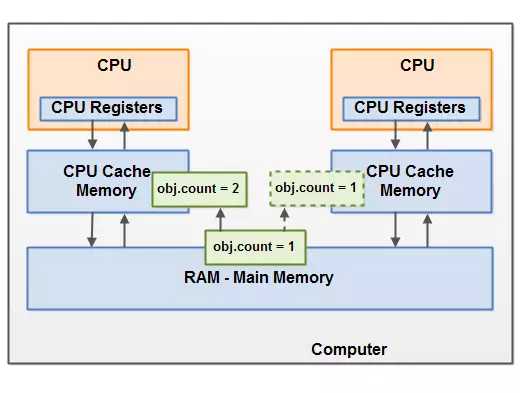 CPU
CPU
CPU Registers
CPU Registers
CPU Cache
Memory
CPU Cache
Memory
obj.count = 2
obj.count = 1
obj.count = 1
RAM - Main Memory
Computer